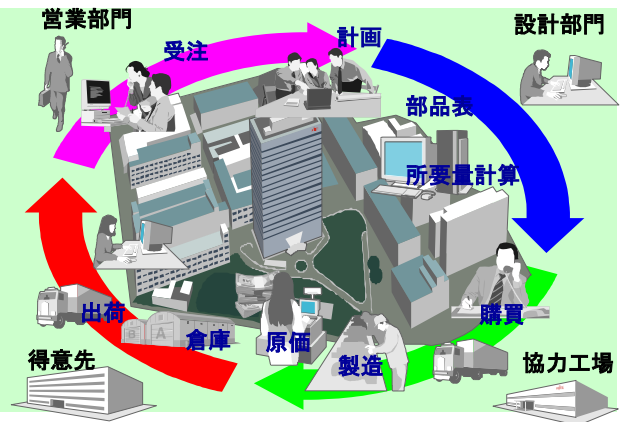 営業部門
受注
計画
設計部門
部品表
所要量計算
購買
協力工場
製造
原価
倉庫
出荷
得意先
B
A